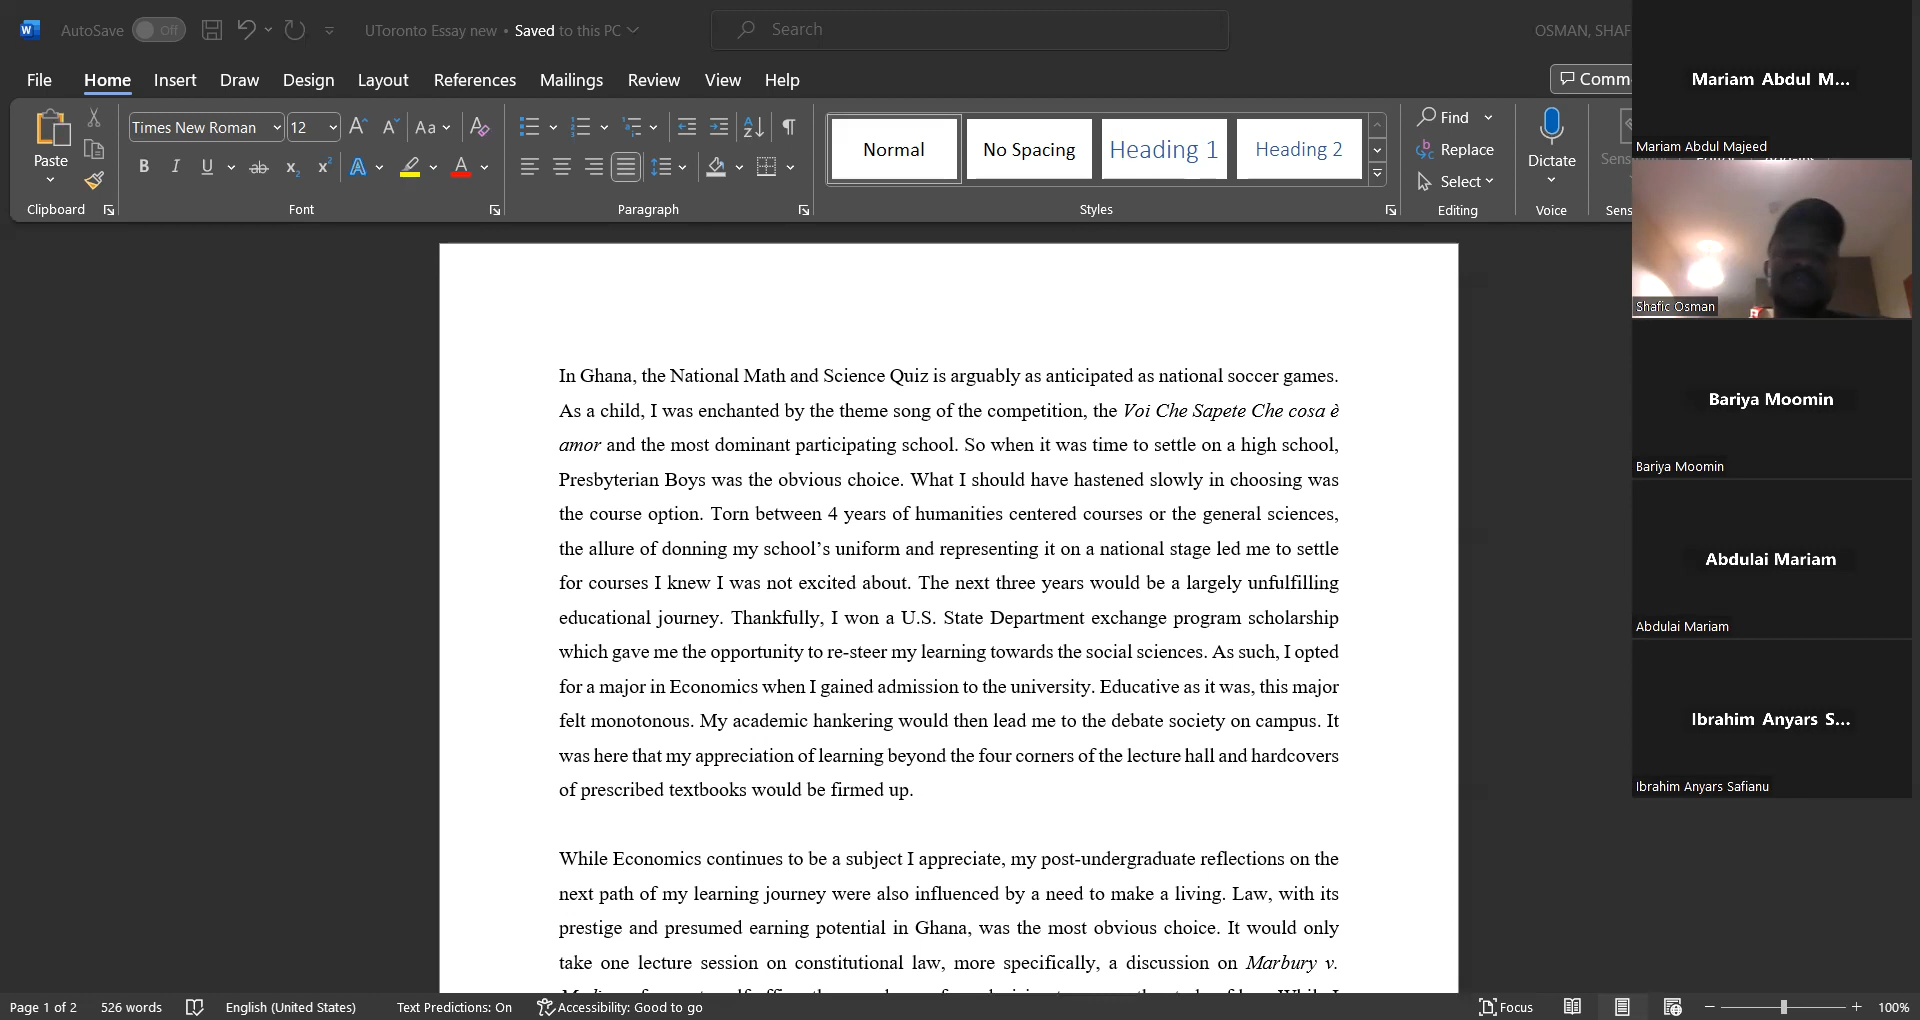 AutoSave Off UToronto Essay new • Saved to this PC Search OSMAN, SHAF
File Home Insert Draw Design Layout References Mailings Review View Help Comm
Paste
Clipboard
Times New Roman 12
Font
Paragraph
Normal No Spacing Heading 1 Heading 2
Styles
Find
Replace
Select
Editing
Dictate
Voice
Sens
In Ghana, the National Math and Science Quiz is arguably as anticipated as national soccer games.
As a child, I was enchanted by the theme song of the competition, the Voi Che Sapete Che cosa è
amor and the most dominant participating school. So when it was time to settle on a high school,
Presbyterian Boys was the obvious choice. What I should have hastened slowly in choosing was
the course option. Torn between 4 years of humanities centered courses or the general sciences,
the allure of donning my school’s uniform and representing it on a national stage led me to settle
for courses I knew I was not excited about. The next three years would be a largely unfulfilling
educational journey. Thankfully, I won a U.S. State Department exchange program scholarship
which gave me the opportunity to re-steer my learning towards the social sciences. As such, I opted
for a major in Economics when I gained admission to the university. Educative as it was, this major
felt monotonous. My academic hankering would then lead me to the debate society on campus. It
was here that my appreciation of learning beyond the four corners of the lecture hall and hardcovers
of prescribed textbooks would be firmed up.
While Economics continues to be a subject I appreciate, my post-undergraduate reflections on the
next path of my learning journey were also influenced by a need to make a living. Law, with its
prestige and presumed earning potential in Ghana, was the most obvious choice. It would only
take one lecture session on constitutional law, more specifically, a discussion on Marbury v.
Mariam Abdul M...
Mariam Abdul Majeed
Shafic Osman
Bariya Moomin
Bariya Moomin
Abdulai Mariam
Abdulai Mariam
Ibrahim Anyars S...
Ibrahim Anyars Safianu
Page 1 of 2 526 words English (United States) Text Predictions: On Accessibility: Good to go Focus 100%